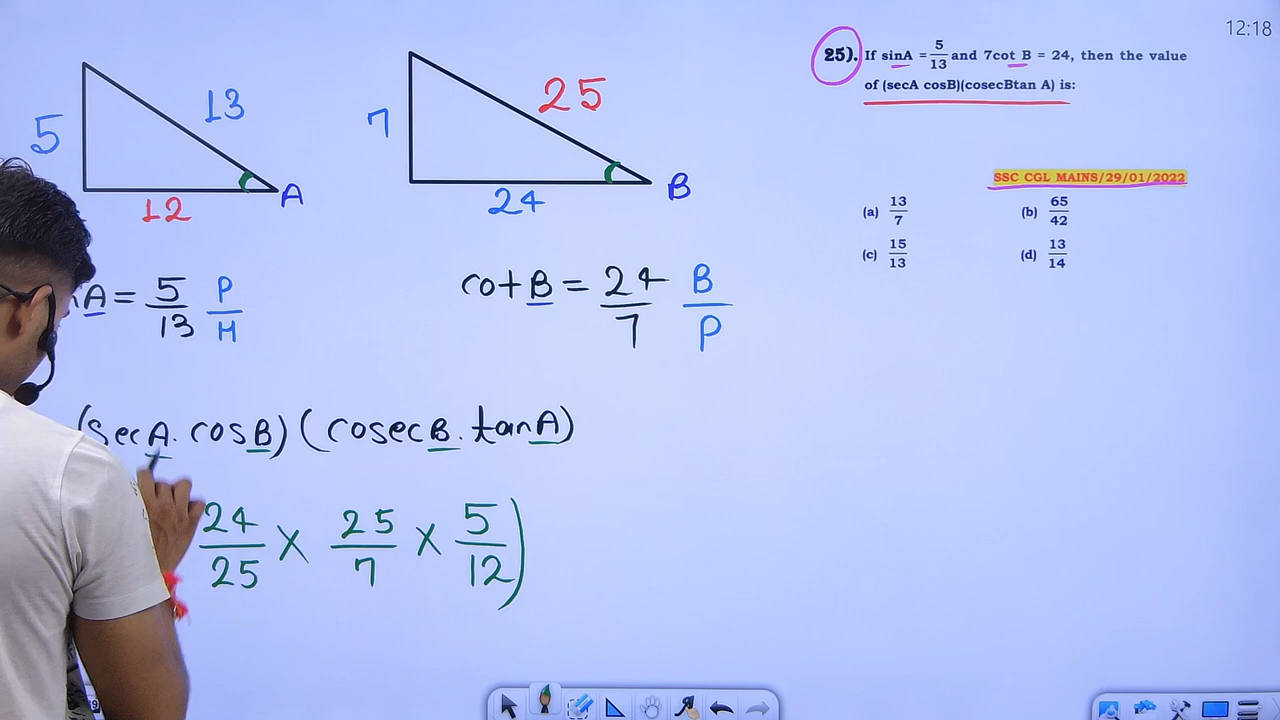 12:18
25). If sinA = 5/13 and 7cot B = 24, then the value
of (secA cosB)(cosecBtan A) is:
SSC CGL MAINS/29/01/2022
(a) 13/7 (b) 65/42
(c) 15/13 (d) 13/14
5 13 12 A
7 25 24 B
A = 5/13 P/H
cot B = 24/7 B/P
(secA. cosB) (cosecB. tanA)
24/25 × 25/7 × 5/12)